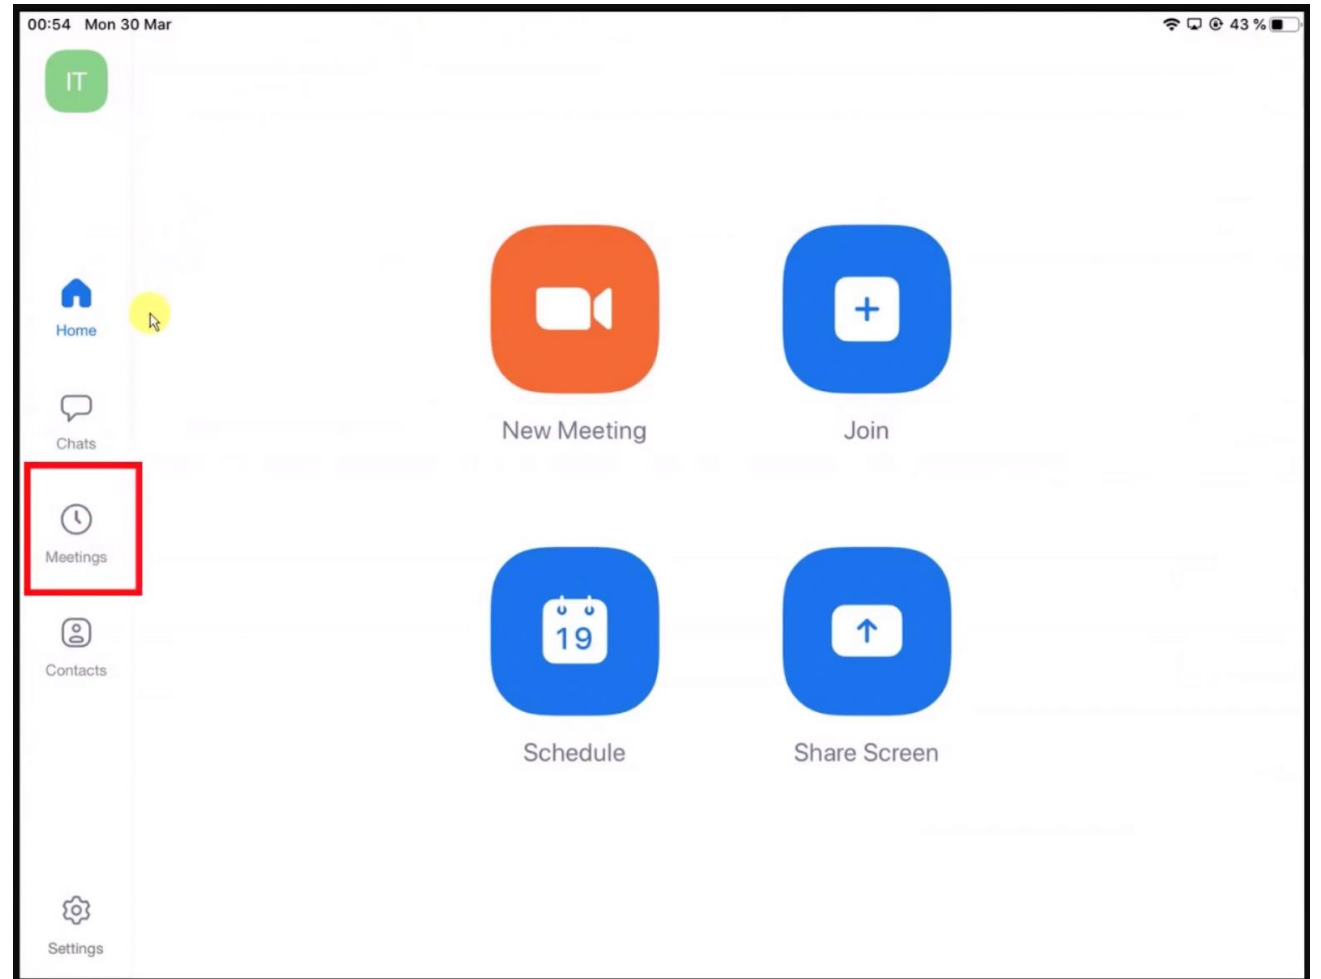 00:54 Mon 30 Mar
43 %
IT
Home
Chats
Meetings
Contacts
Settings
New Meeting
Join
19
Schedule
Share Screen